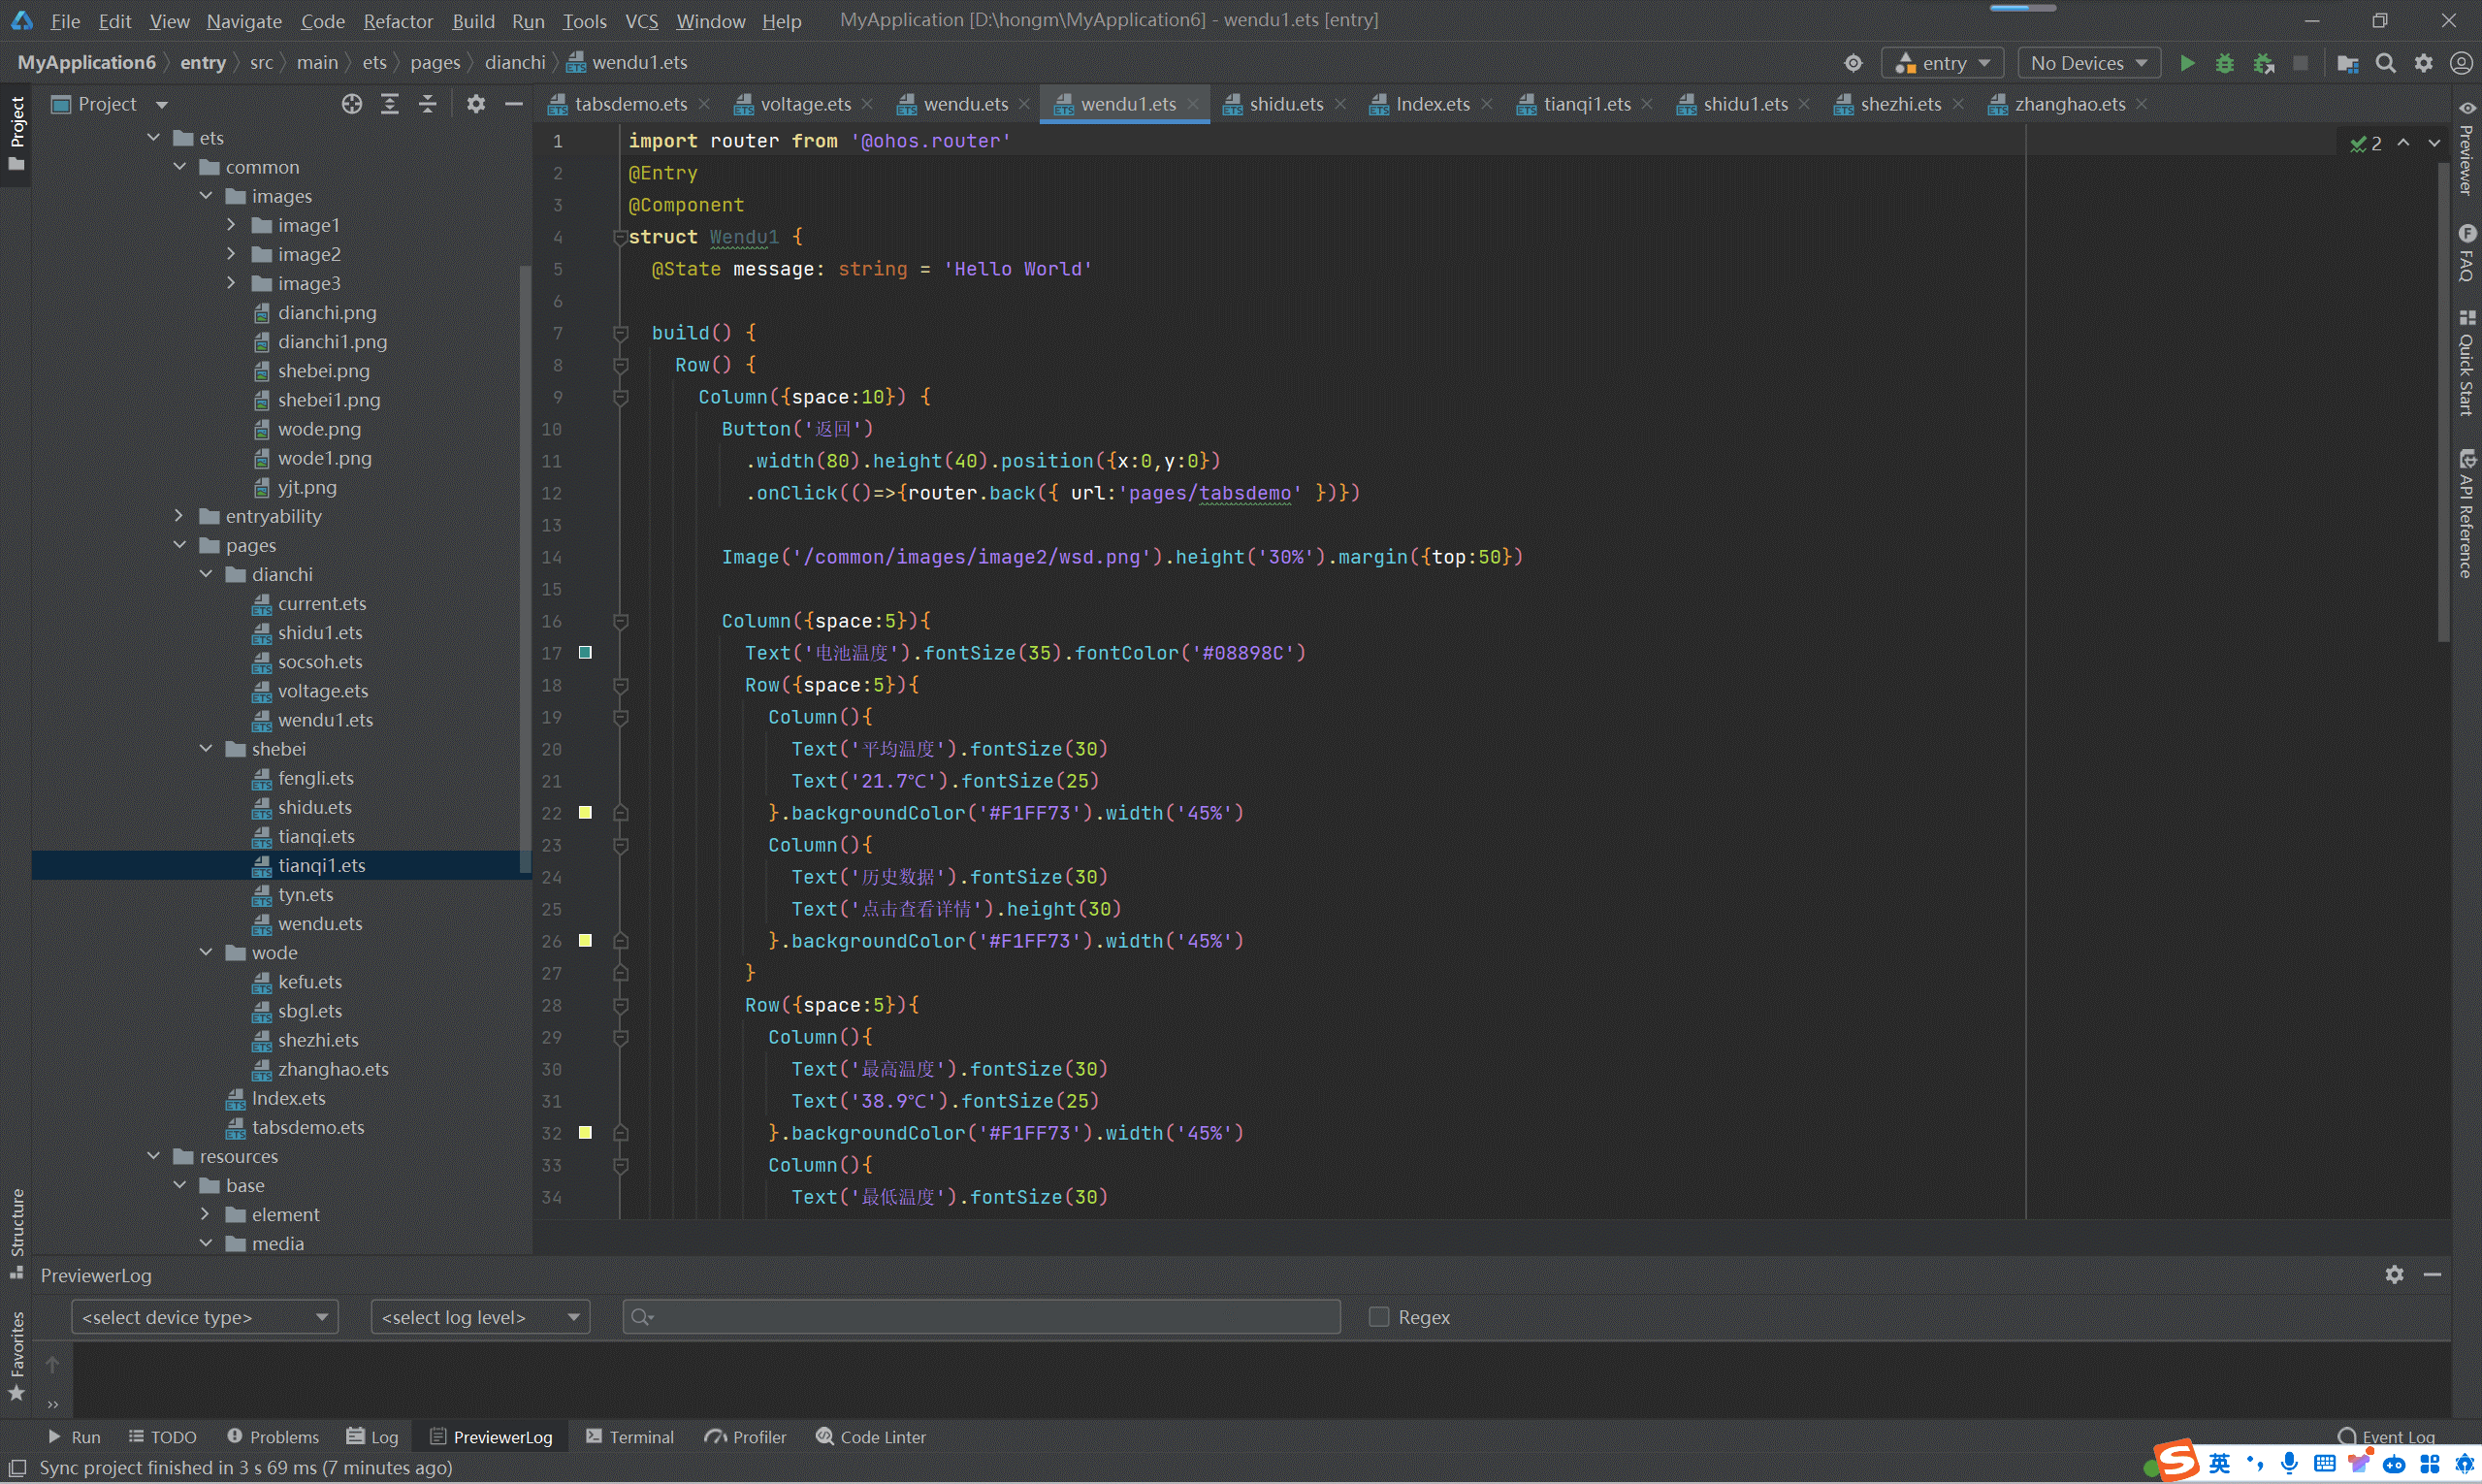 File Edit View Navigate Code Refactor Build Run Tools VCS Window Help MyApplication [D:\hongm\MyApplication6] - wendu1.ets [entry]
MyApplication6 entry src main ets pages dianchi wendu1.ets entry No Devices
Project tabsdemo.ets voltage.ets wendu.ets wendu1.ets shidu.ets Index.ets tianqi1.ets shidu1.ets shezhi.ets zhanghao.ets
Project
ets
common
images
image1
image2
image3
dianchi.png
dianchi1.png
shebei.png
shebei1.png
wode.png
wode1.png
yjt.png
entryability
pages
dianchi
current.ets
shidu1.ets
socsoh.ets
voltage.ets
wendu1.ets
shebei
fengli.ets
shidu.ets
tianqi.ets
tianqi1.ets
tyn.ets
wendu.ets
wode
kefu.ets
sbgl.ets
shezhi.ets
zhanghao.ets
Index.ets
tabsdemo.ets
resources
base
element
media
Structure
Favorites
1 import router from '@ohos.router'
2 @Entry
3 @Component
4 struct Wendu1 {
5 @State message: string = 'Hello World'
6
7 build() {
8 Row() {
9 Column({space:10}) {
10 Button('返回')
11 .width(80).height(40).position({x:0,y:0})
12 .onClick(()=>{router.back({ url:'pages/tabsdemo' })})
13
14 Image('/common/images/image2/wsd.png').height('30%').margin({top:50})
15
16 Column({space:5}){
17 Text('电池温度').fontSize(35).fontColor('#08898C')
18 Row({space:5}){
19 Column(){
20 Text('平均温度').fontSize(30)
21 Text('21.7℃').fontSize(25)
22 }.backgroundColor('#F1FF73').width('45%')
23 Column(){
24 Text('历史数据').fontSize(30)
25 Text('点击查看详情').height(30)
26 }.backgroundColor('#F1FF73').width('45%')
27 }
28 Row({space:5}){
29 Column(){
30 Text('最高温度').fontSize(30)
31 Text('38.9℃').fontSize(25)
32 }.backgroundColor('#F1FF73').width('45%')
33 Column(){
34 Text('最低温度').fontSize(30)
2
Previewer
FAQ
Quick Start
API Reference
PreviewerLog
<select device type> <select log level> Regex
Run TODO Problems Log PreviewerLog Terminal Profiler Code Linter Event Log
Sync project finished in 3 s 69 ms (7 minutes ago)
英